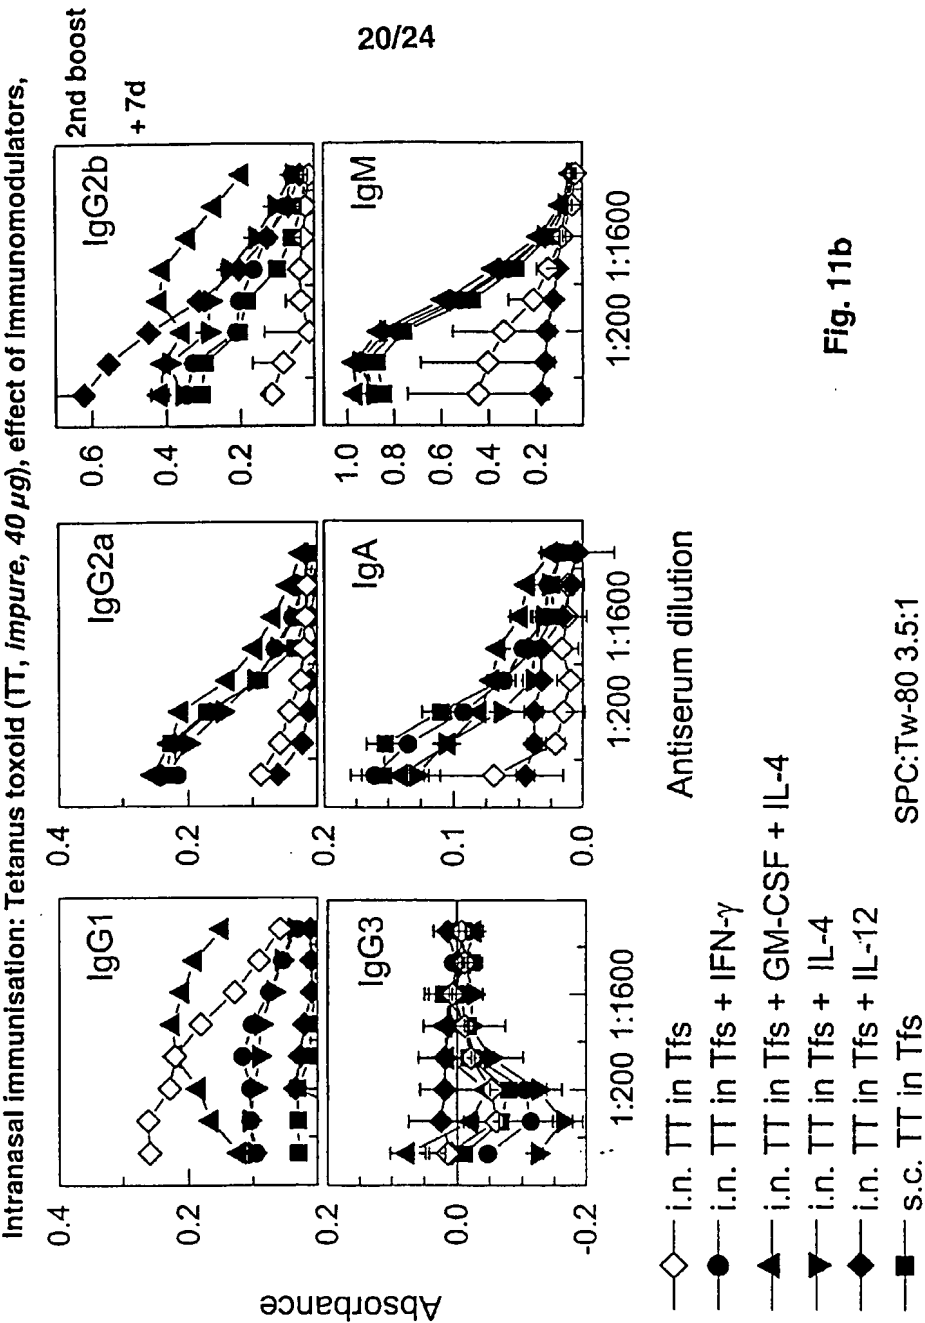 20/24
Intranasal immunisation: Tetanus toxoid (TT, impure, 40 µg), effect of Immunomodulators,
2nd boost
+ 7d
IgG1
IgG2a
IgG2b
0.4
0.2
0.4
0.2
0.6
0.4
0.2
IgG3
IgA
IgM
0.0
-0.2
0.1
0.0
1.0
0.8
0.6
0.4
0.2
1:200 1:1600
1:200 1:1600
1:200 1:1600
Absorbance
Antiserum dilution
i.n. TT in Tfs
i.n. TT in Tfs + IFN-γ
i.n. TT in Tfs + GM-CSF + IL-4
i.n. TT in Tfs + IL-4
i.n. TT in Tfs + IL-12
s.c. TT in Tfs
SPC:Tw-80 3.5:1
Fig. 11b